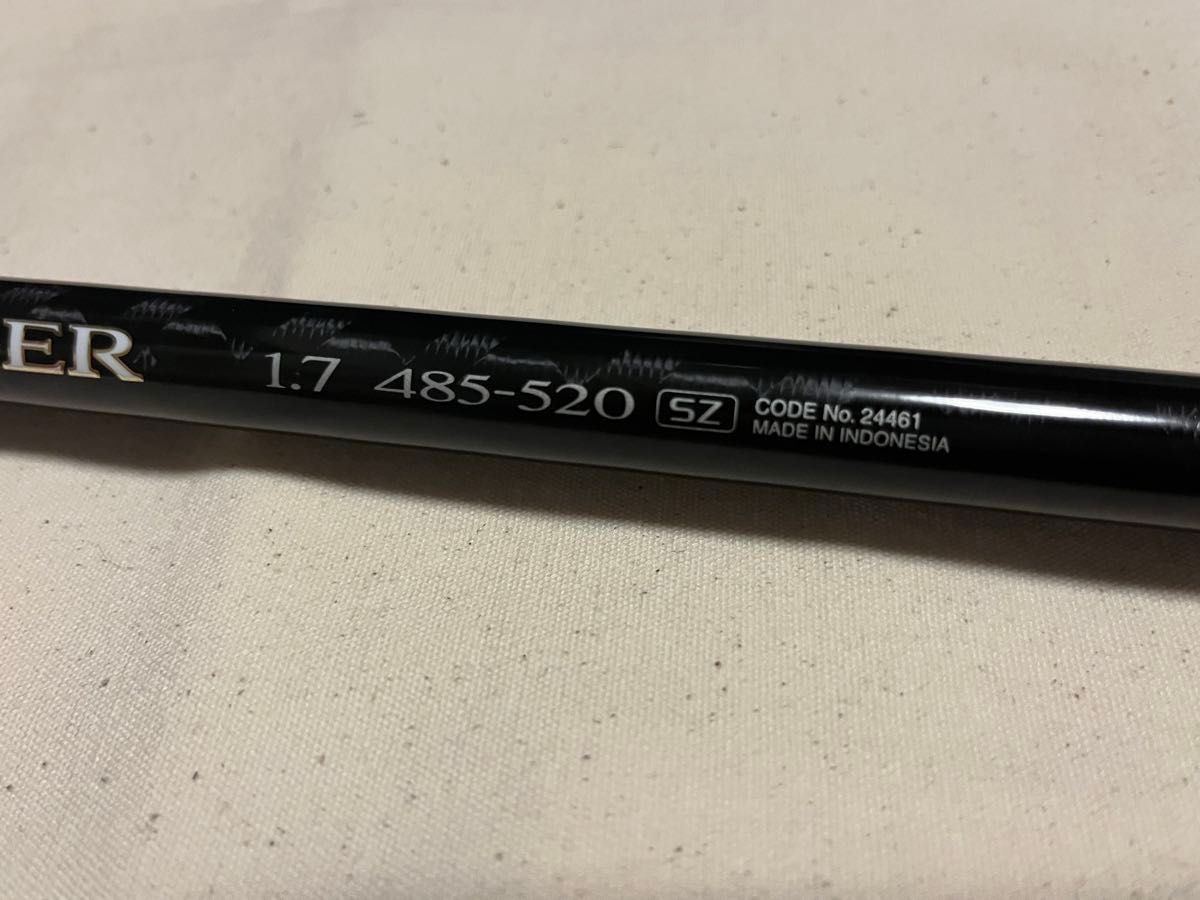 ER 1.7 485-520 SZ CODE No. 24461
MADE IN INDONESIA